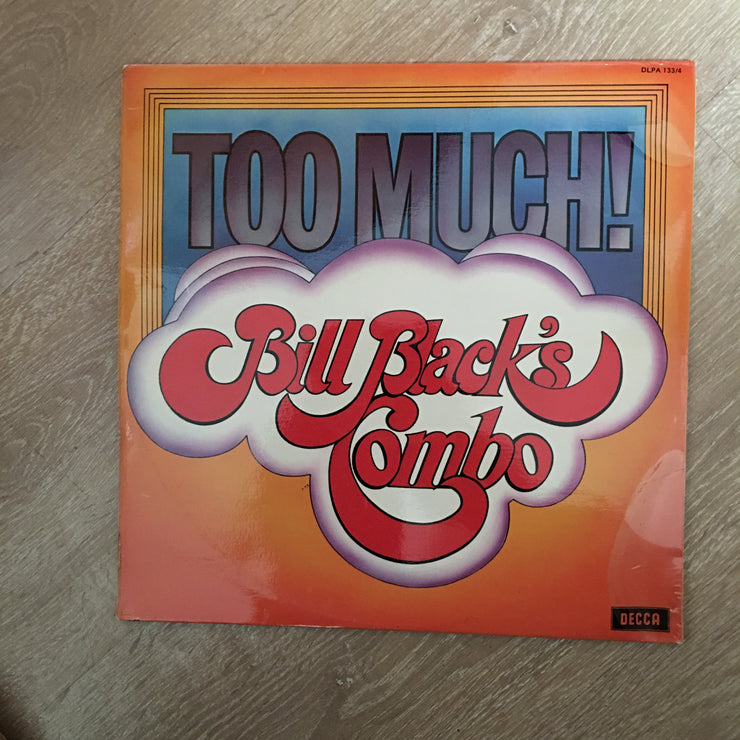 DLPA 133/4
TOO MUCH!
Bill Black's
Combo
DECCA